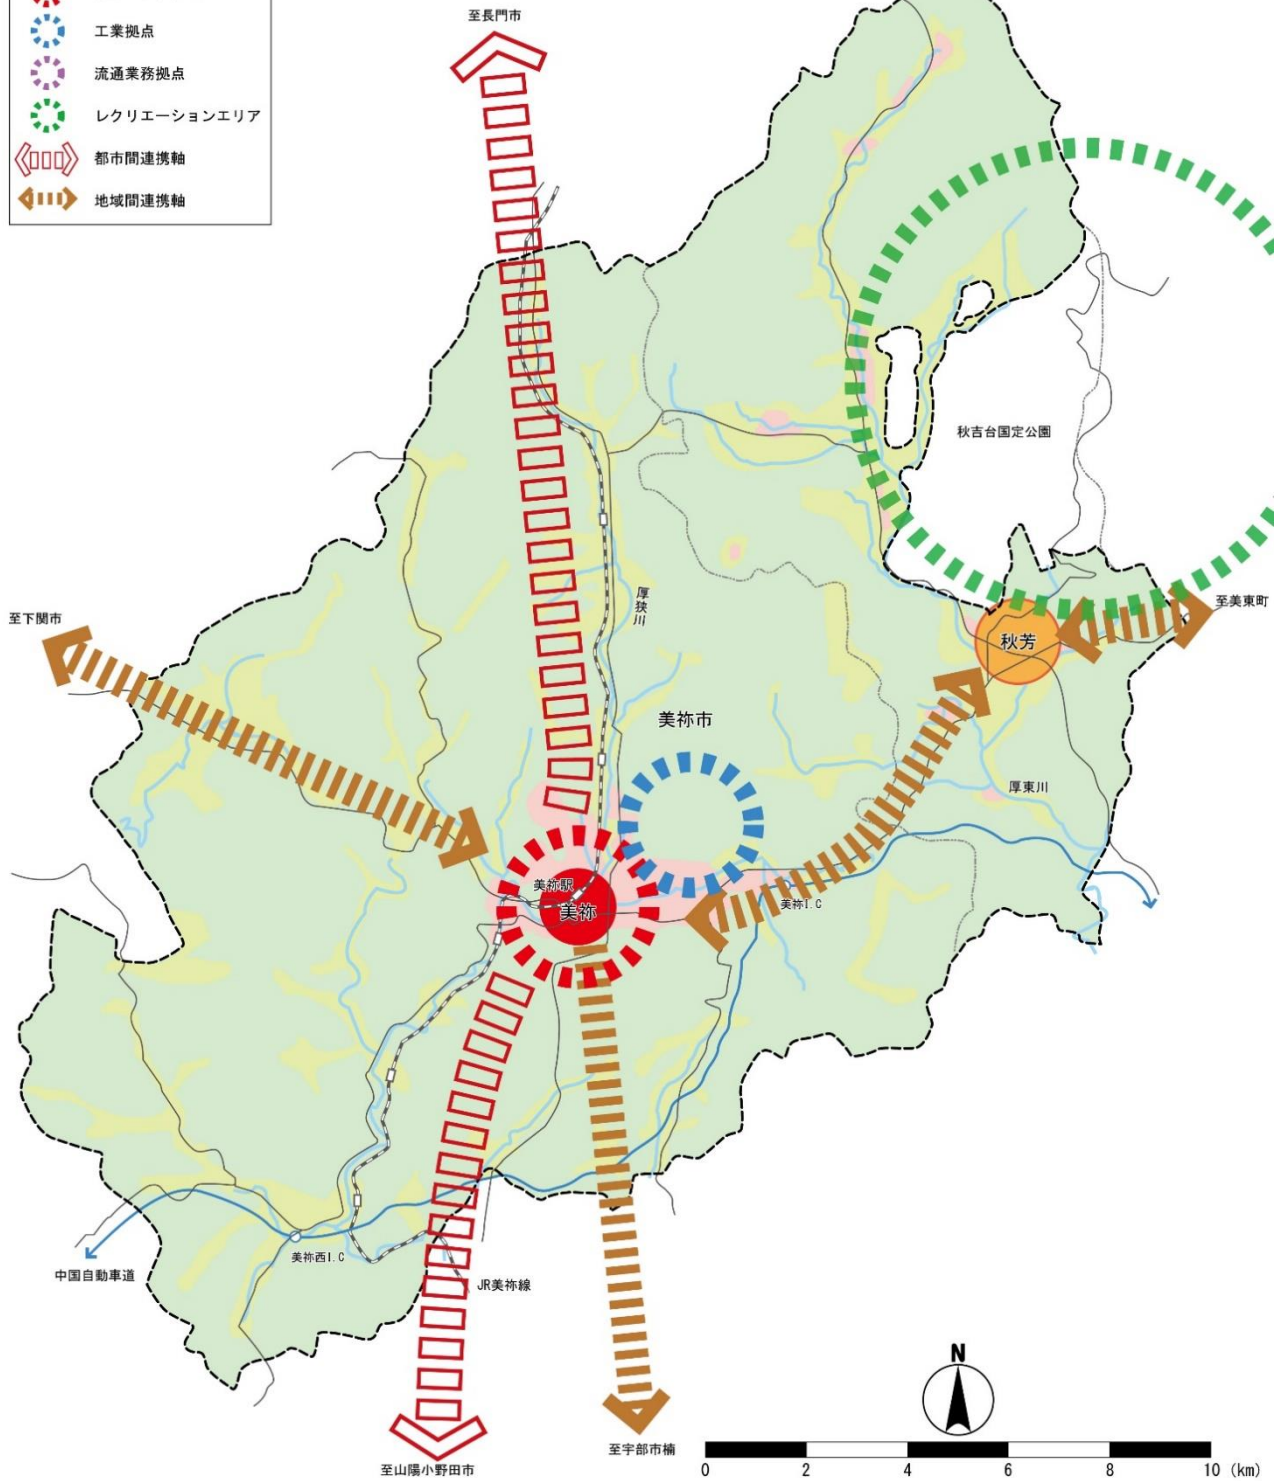 工業拠点
流通業務拠点
レクリエーションエリア
都市間連携軸
地域間連携軸
至長門市
秋吉台国定公園
厚狭川
至下関市
至美東町
秋芳
美祢市
厚東川
美祢駅
美祢
美祢I.C
美祢西I.C
中国自動車道
JR美祢線
至山陽小野田市
至宇部市楠
N
0 2 4 6 8 10 (km)